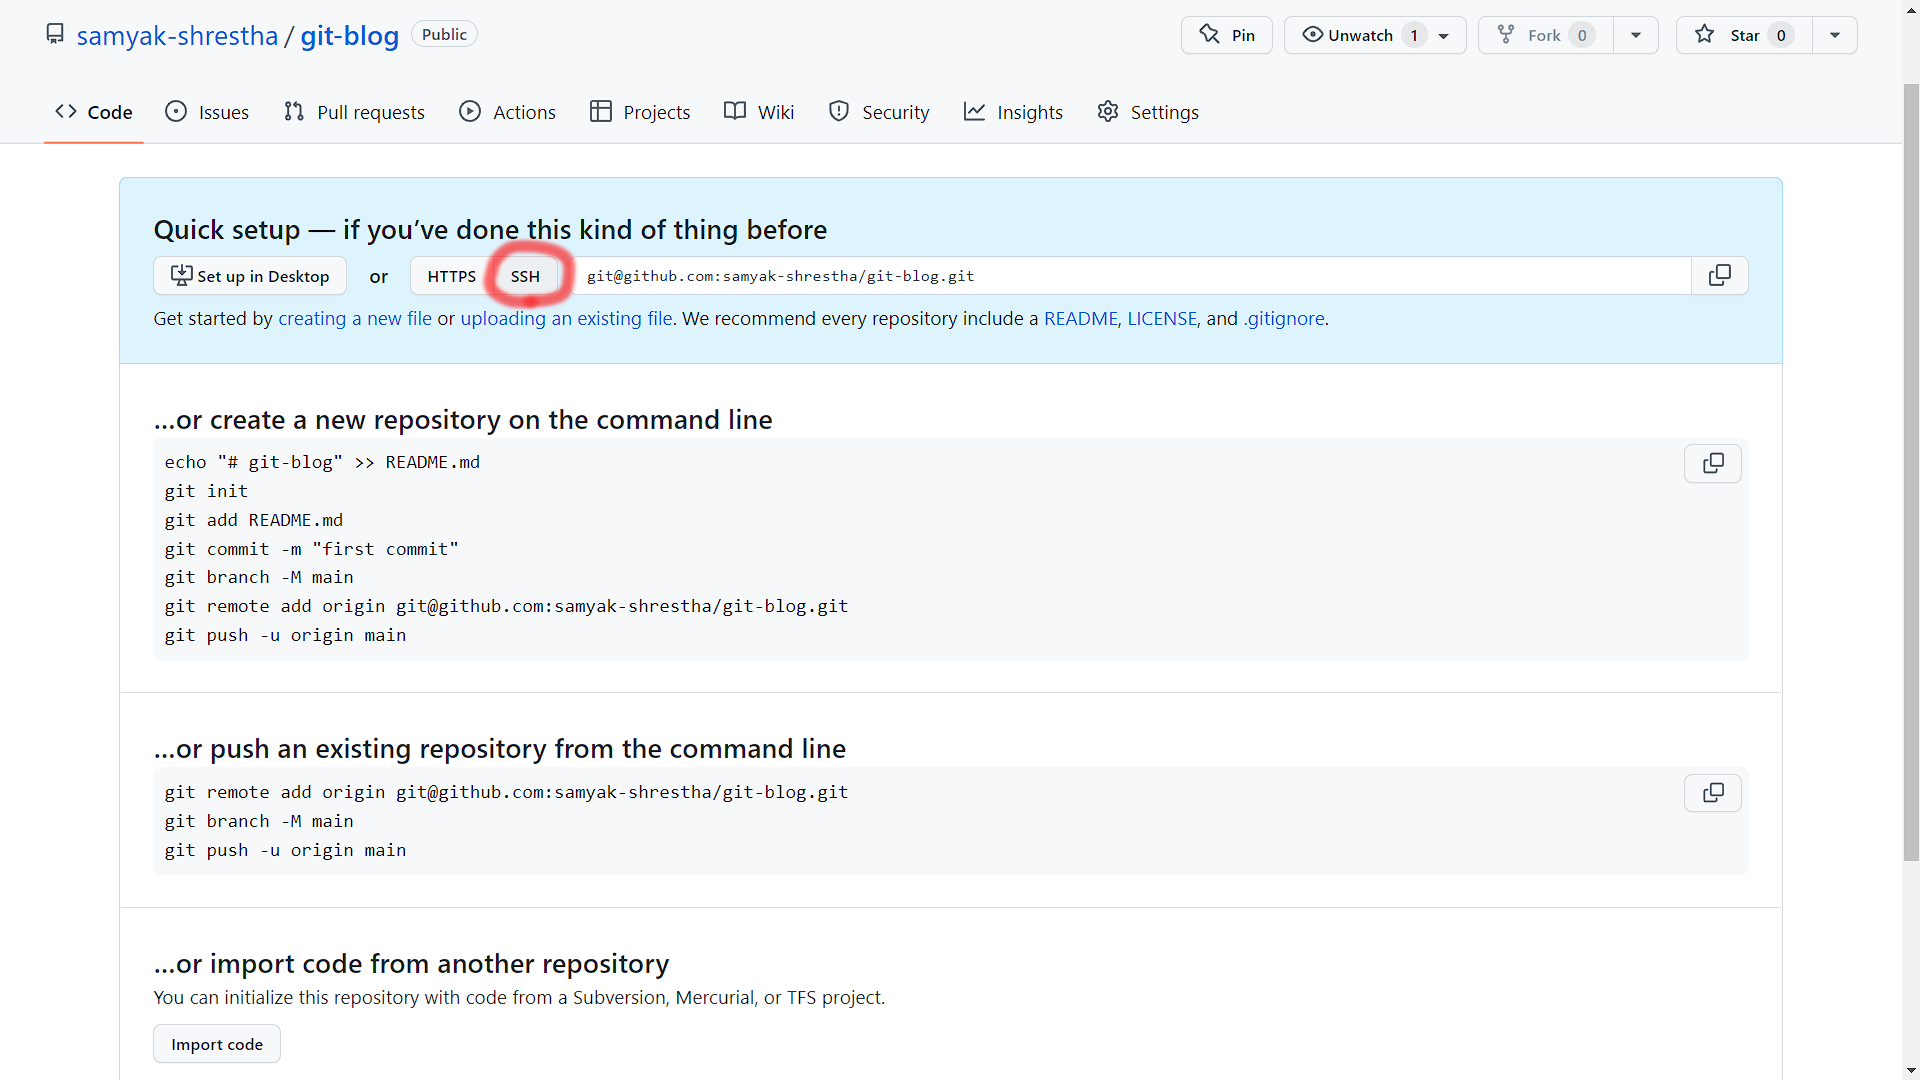 samyak-shrestha / git-blog Public Pin Unwatch 1 Fork 0 Star 0
Code Issues Pull requests Actions Projects Wiki Security Insights Settings
Quick setup — if you’ve done this kind of thing before
Set up in Desktop or HTTPS SSH git@github.com:samyak-shrestha/git-blog.git
Get started by creating a new file or uploading an existing file. We recommend every repository include a README, LICENSE, and .gitignore.
…or create a new repository on the command line
echo "# git-blog" >> README.md
git init
git add README.md
git commit -m "first commit"
git branch -M main
git remote add origin git@github.com:samyak-shrestha/git-blog.git
git push -u origin main
…or push an existing repository from the command line
git remote add origin git@github.com:samyak-shrestha/git-blog.git
git branch -M main
git push -u origin main
…or import code from another repository
You can initialize this repository with code from a Subversion, Mercurial, or TFS project.
Import code